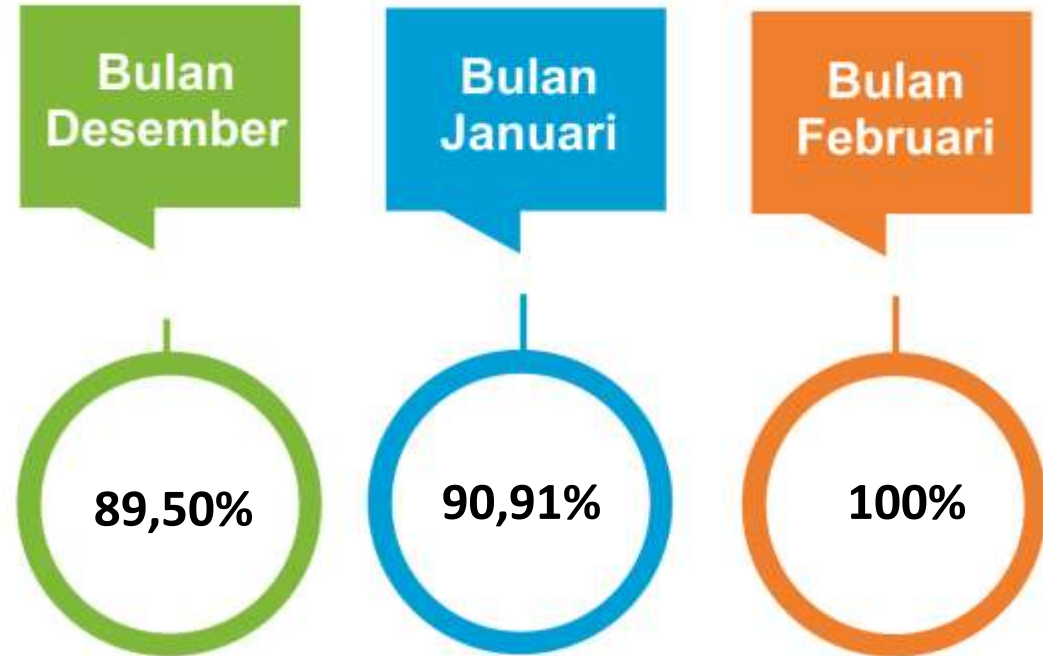 Bulan
Desember
Bulan
Januari
Bulan
Februari
89,50%
90,91%
100%